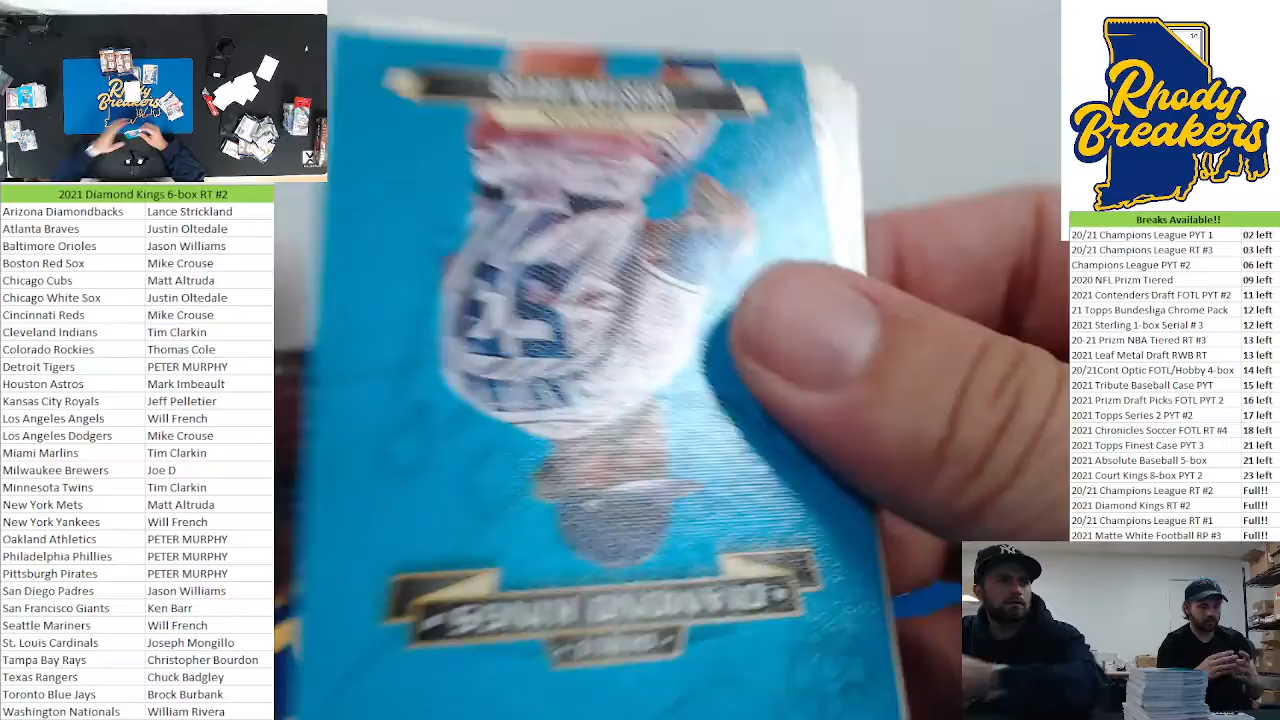 2021 Diamond Kings 6-box RT #2
Arizona Diamondbacks Lance Strickland
Atlanta Braves Justin Oltedale
Baltimore Orioles Jason Williams
Boston Red Sox Mike Crouse
Chicago Cubs Matt Altruda
Chicago White Sox Justin Oltedale
Cincinnati Reds Mike Crouse
Cleveland Indians Tim Clarkin
Colorado Rockies Thomas Cole
Detroit Tigers PETER MURPHY
Houston Astros Mark Imbeault
Kansas City Royals Jeff Pelletier
Los Angeles Angels Will French
Los Angeles Dodgers Mike Crouse
Miami Marlins Tim Clarkin
Milwaukee Brewers Joe D
Minnesota Twins Tim Clarkin
New York Mets Matt Altruda
New York Yankees Will French
Oakland Athletics PETER MURPHY
Philadelphia Phillies PETER MURPHY
Pittsburgh Pirates PETER MURPHY
San Diego Padres Jason Williams
San Francisco Giants Ken Barr
Seattle Mariners Will French
St. Louis Cardinals Joseph Mongillo
Tampa Bay Rays Christopher Bourdon
Texas Rangers Chuck Badgley
Toronto Blue Jays Brock Burbank
Washington Nationals William Rivera
Rhody
Breakers
Rhody
Breakers
Breaks Available!!
20/21 Champions League PYT 1 02 left
20/21 Champions League RT #3 03 left
Champions League PYT #2 06 left
2020 NFL Prizm Tiered 09 left
2021 Contenders Draft FOTL PYT #2 11 left
21 Topps Bundesliga Chrome Pack 12 left
2021 Sterling 1-box Serial # 3 12 left
20-21 Prizm NBA Tiered RT #3 13 left
2021 Leaf Metal Draft RWB RT 13 left
20/21Cont Optic FOTL/Hobby 4-box 14 left
2021 Tribute Baseball Case PYT 15 left
2021 Prizm Draft Picks FOTL PYT 2 16 left
2021 Topps Series 2 PYT #2 17 left
2021 Chronicles Soccer FOTL RT #4 18 left
2021 Topps Finest Case PYT 3 21 left
2021 Absolute Baseball 5-box 21 left
2021 Court Kings 8-box PYT 2 23 left
20/21 Champions League RT #2 Full!!
2021 Diamond Kings RT #2 Full!!
20/21 Champions League RT #1 Full!!
2021 Matte White Football RP #3 Full!!